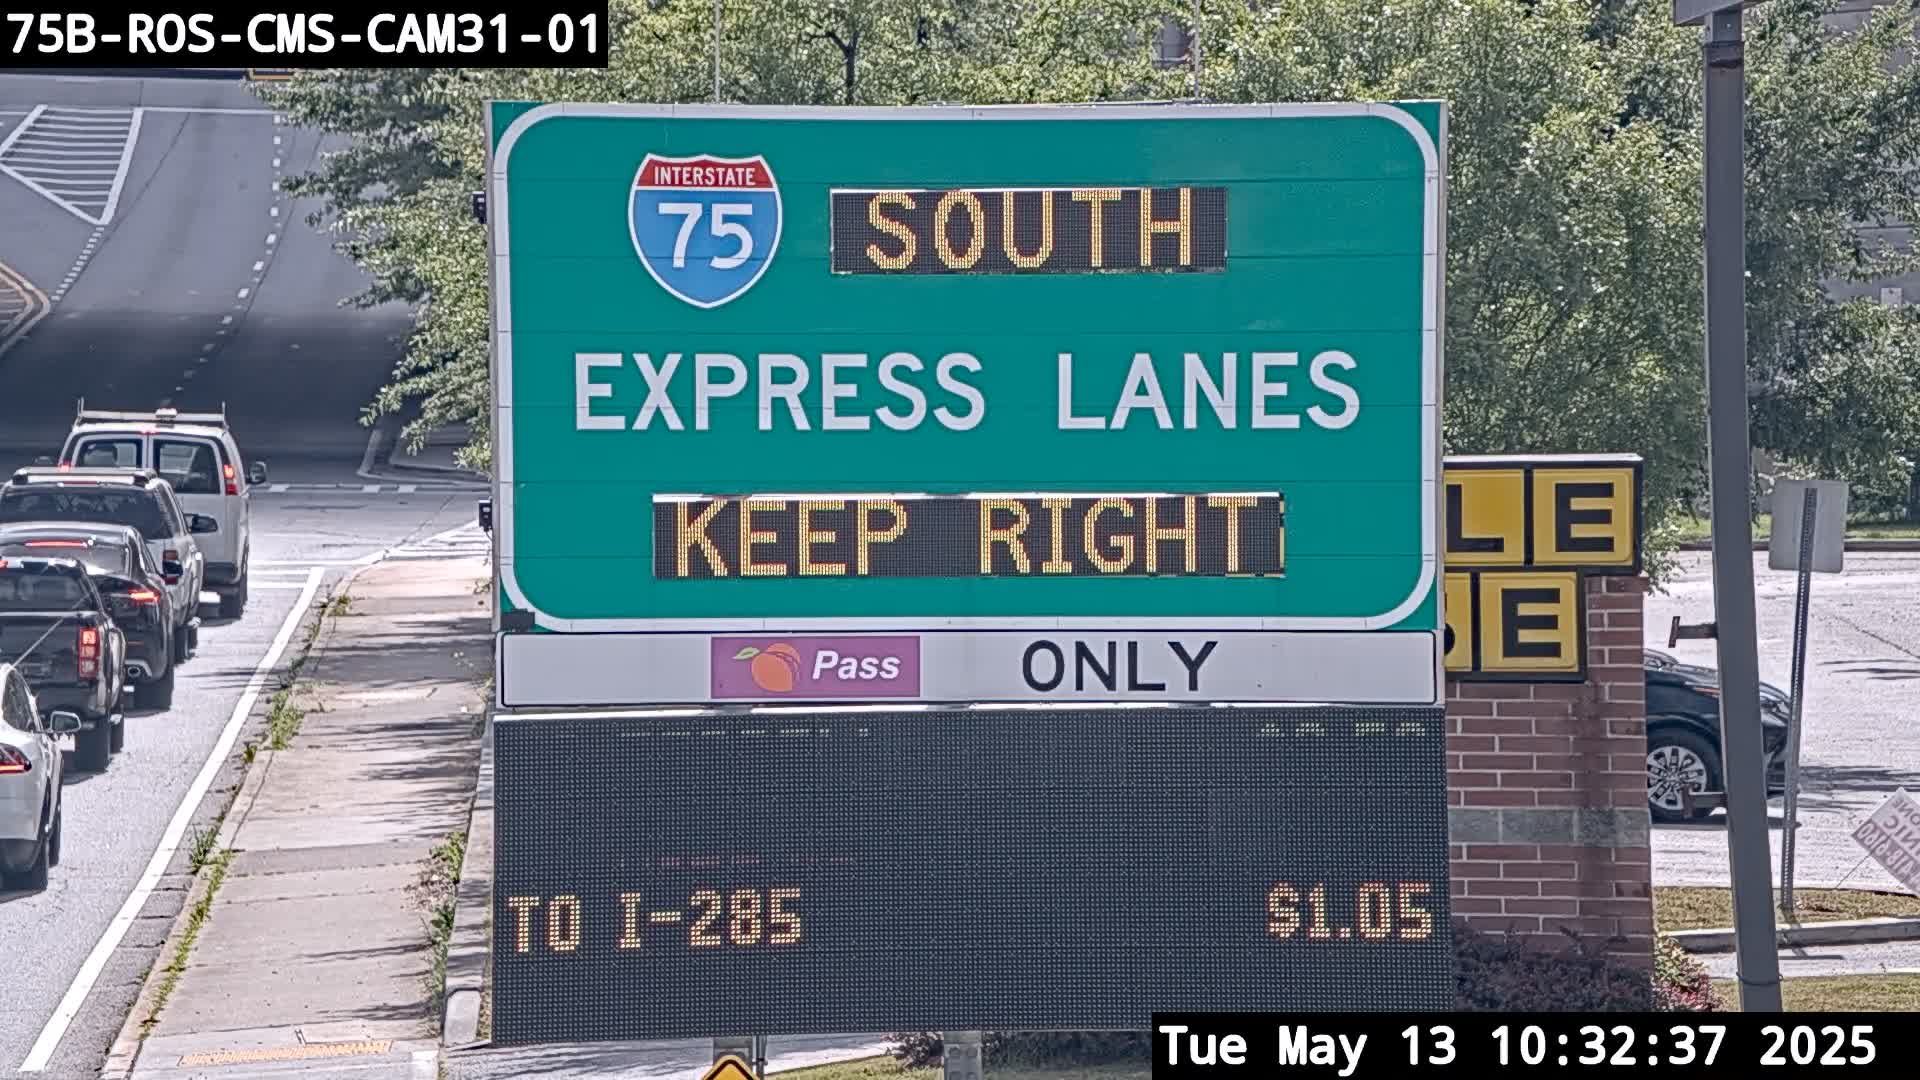 75B-ROS-CMS-CAM31-01
INTERSTATE
75
SOUTH
EXPRESS LANES
KEEP RIGHT
Pass ONLY
TO I-285 $1.05
LE
E
Tue May 13 10:32:37 2025